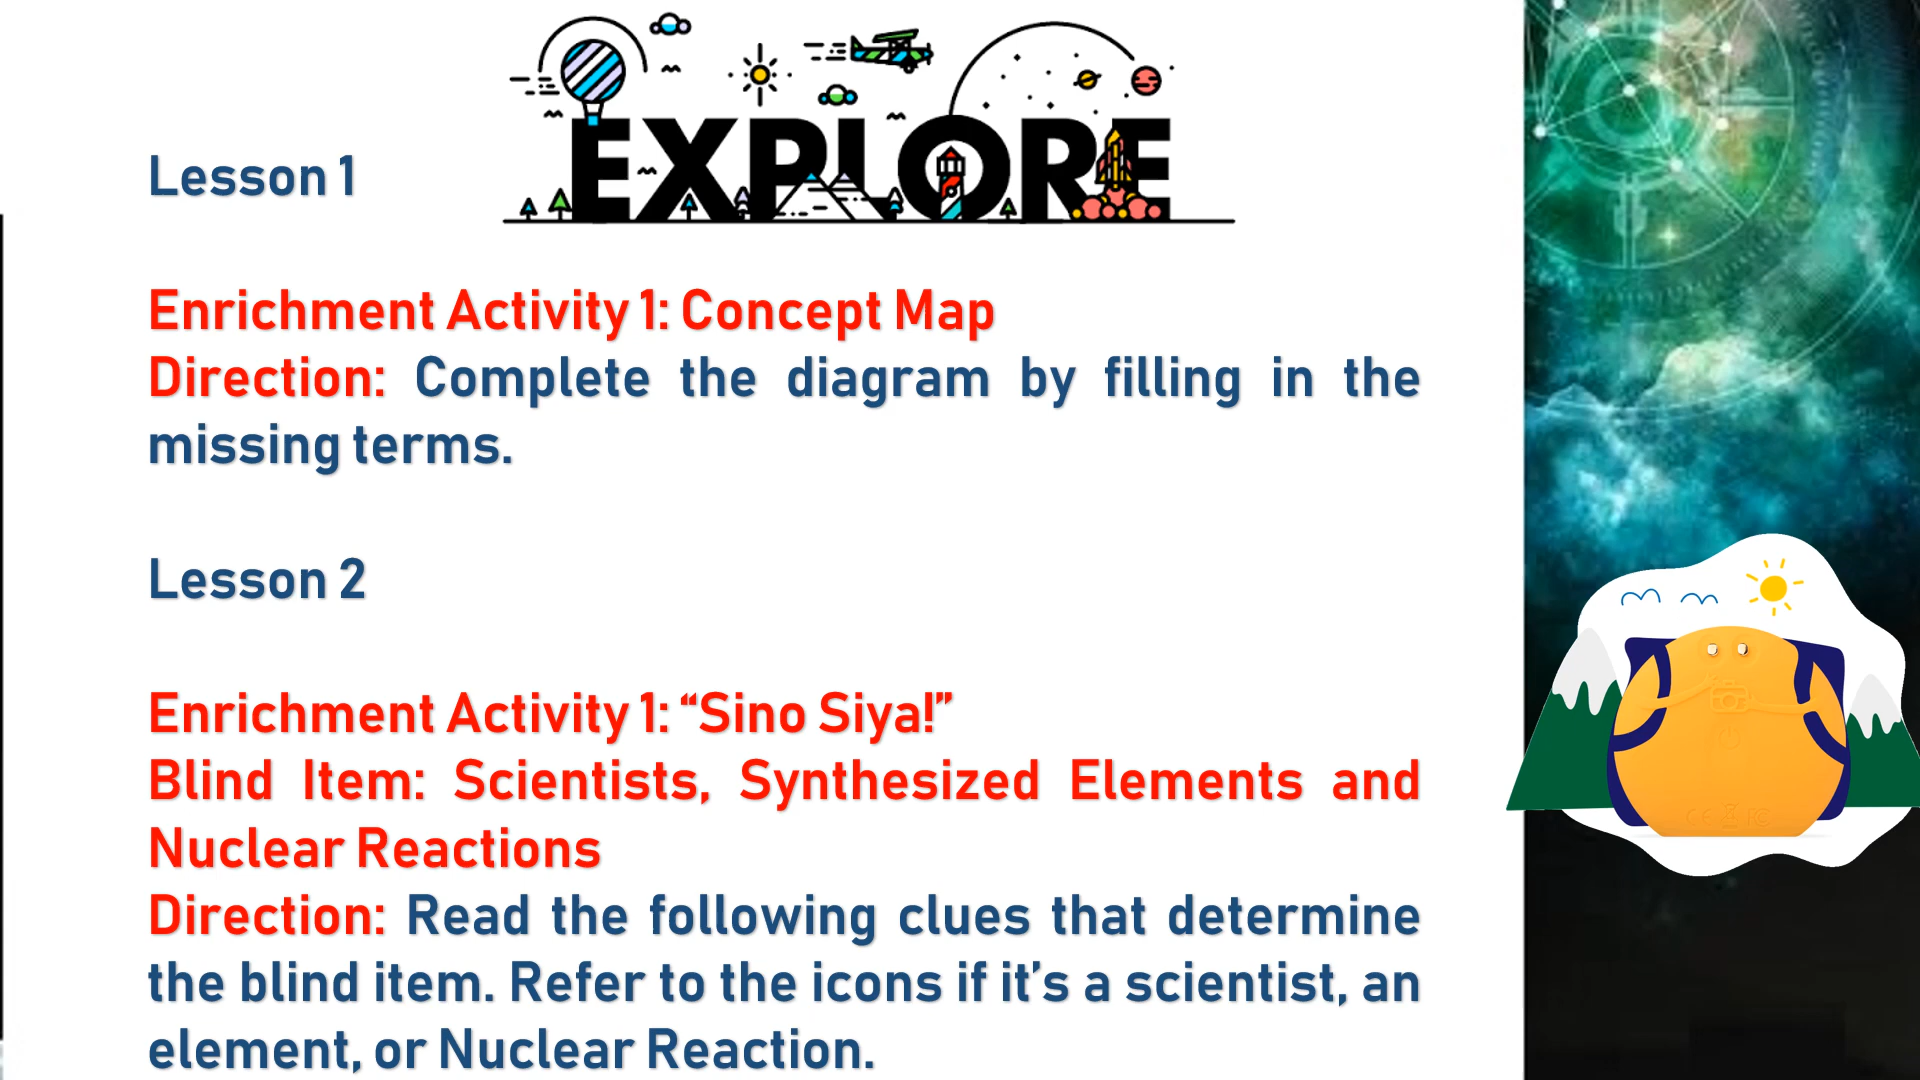 EXPLORE
Lesson 1
Enrichment Activity 1: Concept Map
Direction: Complete the diagram by filling in the
missing terms.
Lesson 2
Enrichment Activity 1: “Sino Siya!”
Blind Item: Scientists, Synthesized Elements and
Nuclear Reactions
Direction: Read the following clues that determine
the blind item. Refer to the icons if it’s a scientist, an
element, or Nuclear Reaction.